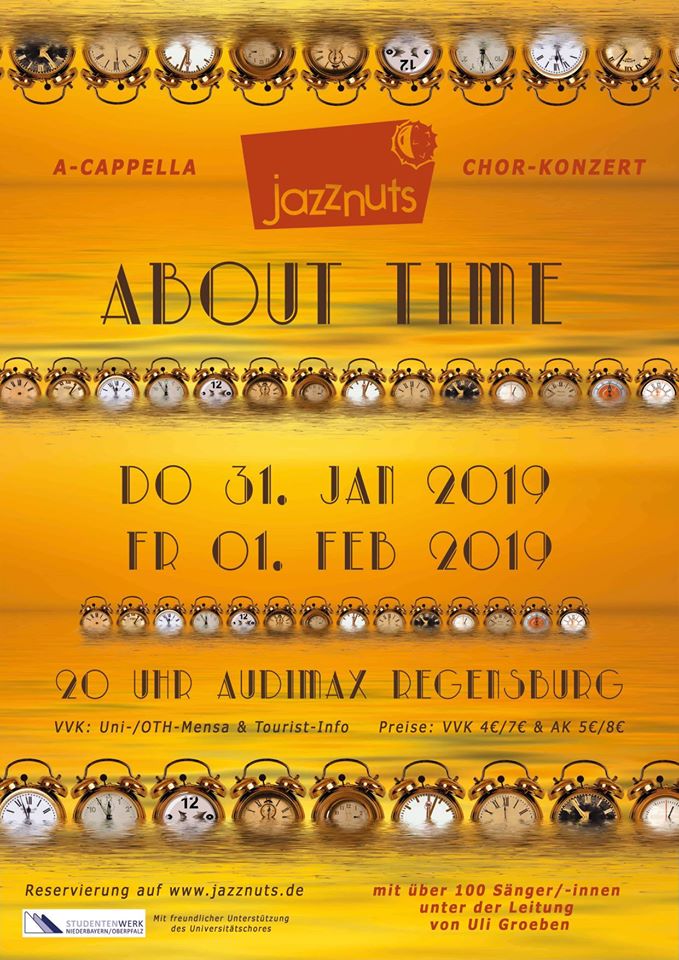 A-CAPPELLA
jazznuts
CHOR-KONZERT
ABOUT TIME
DO 31. JAN 2019
FR 01. FEB 2019
20 UHR AUDIMAX REGENSBURG
VVK: Uni-/OTH-Mensa & Tourist-Info Preise: VVK 4€/7€ & AK 5€/8€
12
Reservierung auf www.jazznuts.de
STUDENTENWERK
NIEDERBAYERN/OBERPFALZ
Mit freundlicher Unterstützung
des Universitätschores
mit über 100 Sänger/-innen
unter der Leitung
von Uli Groeben